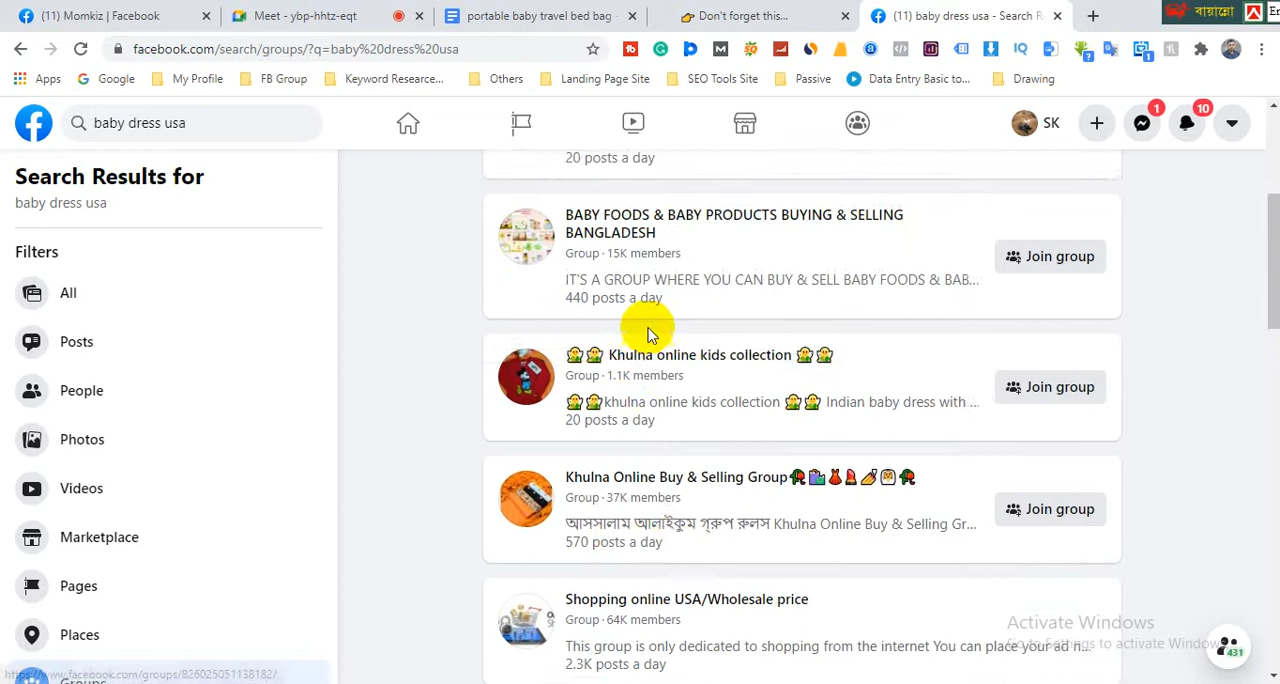 (11) Momkiz | Facebook
Meet - ybp-hhtz-eqt
portable baby travel bed bag -
Don't forget this...
(11) baby dress usa - Search R
বায়ান্নো
facebook.com/search/groups/?q=baby%20dress%20usa
Apps
Google
My Profile
FB Group
Keyword Researce...
Others
Landing Page Site
SEO Tools Site
Passive
Data Entry Basic to...
Drawing
baby dress usa
SK
1
10
Search Results for
baby dress usa
Filters
All
Posts
People
Photos
Videos
Marketplace
Pages
Places
Groups
20 posts a day
BABY FOODS & BABY PRODUCTS BUYING & SELLING
BANGLADESH
Group · 15K members
IT'S A GROUP WHERE YOU CAN BUY & SELL BABY FOODS & BAB...
440 posts a day
Join group
Khulna online kids collection
Group · 1.1K members
khulna online kids collection Indian baby dress with ...
20 posts a day
Join group
Khulna Online Buy & Selling Group
Group · 37K members
আসসালাম আলাইকুম গ্রুপ রুলস Khulna Online Buy & Selling Gr...
570 posts a day
Join group
Shopping online USA/Wholesale price
Group · 64K members
This group is only dedicated to shopping from the internet You can place your ad n...
2.3K posts a day
Activate Windows
Go to Settings to activate Windows
431
https://www.facebook.com/groups/826025051138182/